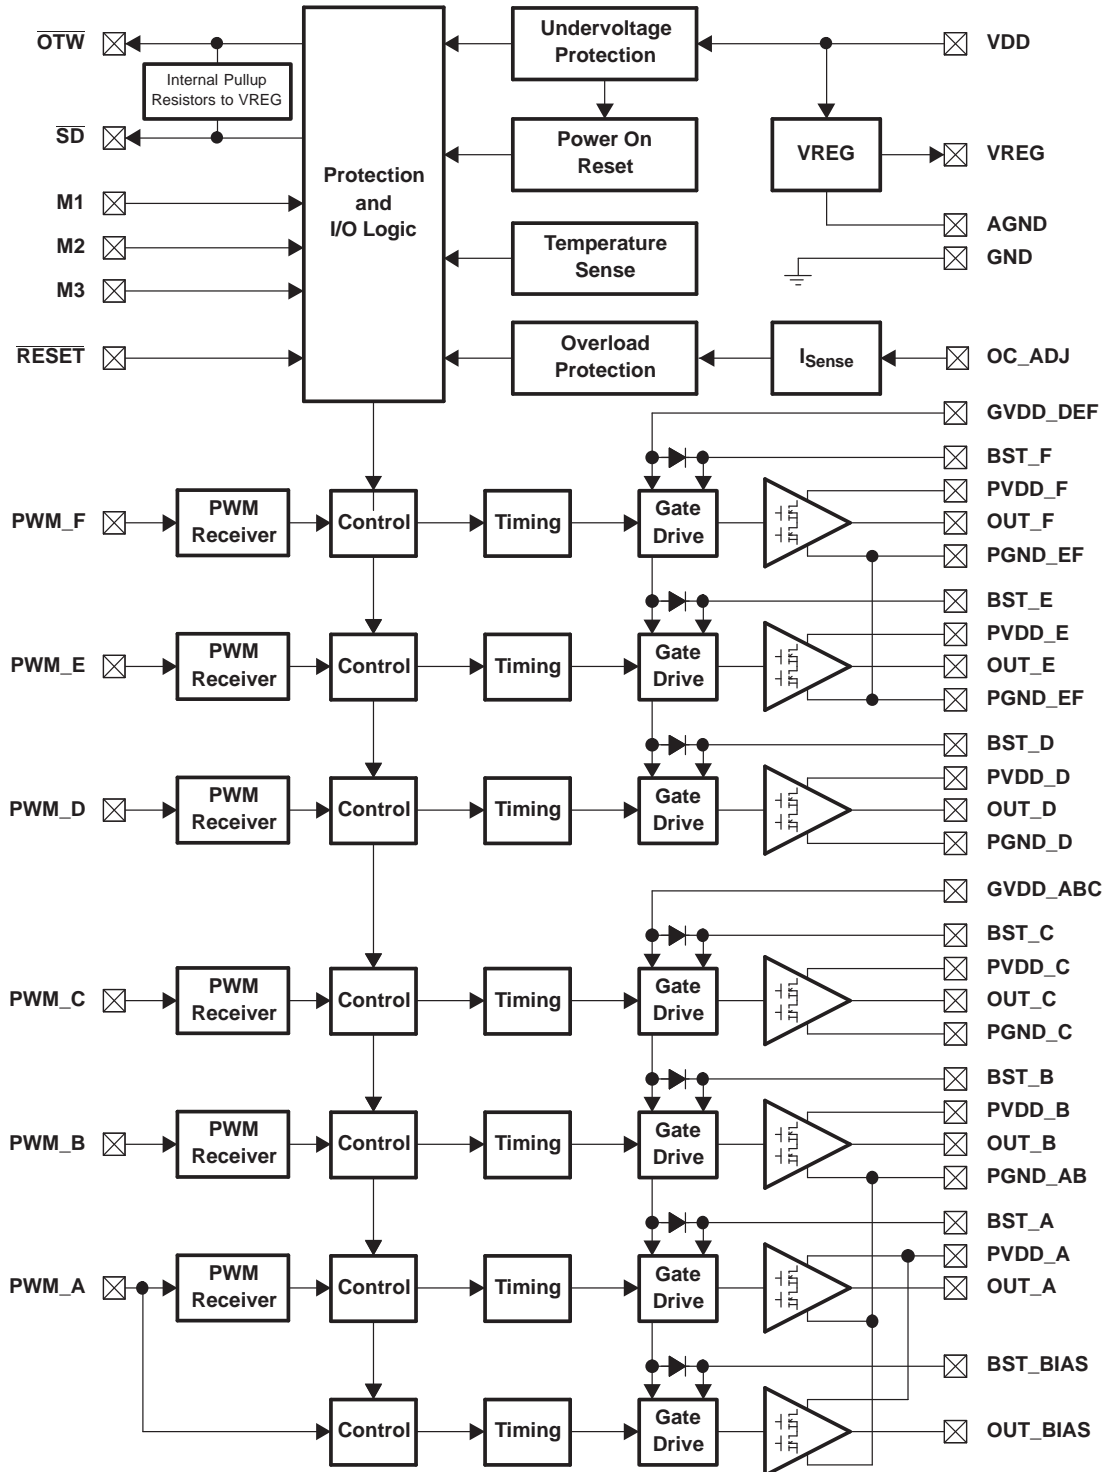 OTW
Internal Pullup
Resistors to VREG
SD
M1
M2
M3
RESET
Protection
and
I/O Logic
Undervoltage
Protection
Power On
Reset
Temperature
Sense
Overload
Protection
VREG
ISense
VDD
VREG
AGND
GND
OC_ADJ
GVDD_DEF
BST_F
PWM_F
PWM
Receiver
Control
Timing
Gate
Drive
PVDD_F
OUT_F
PGND_EF
BST_E
PWM_E
PWM
Receiver
Control
Timing
Gate
Drive
PVDD_E
OUT_E
PGND_EF
BST_D
PWM_D
PWM
Receiver
Control
Timing
Gate
Drive
PVDD_D
OUT_D
PGND_D
GVDD_ABC
BST_C
PWM_C
PWM
Receiver
Control
Timing
Gate
Drive
PVDD_C
OUT_C
PGND_C
BST_B
PWM_B
PWM
Receiver
Control
Timing
Gate
Drive
PVDD_B
OUT_B
PGND_AB
BST_A
PWM_A
PWM
Receiver
Control
Timing
Gate
Drive
PVDD_A
OUT_A
BST_BIAS
Control
Timing
Gate
Drive
OUT_BIAS